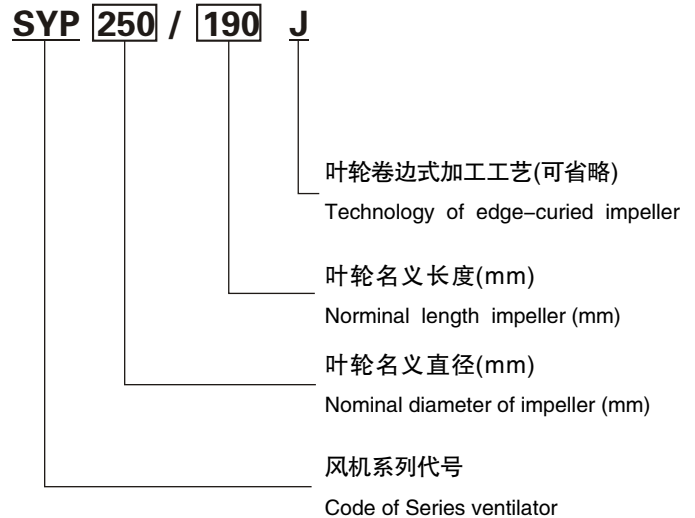 SYP 250 / 190 J
叶轮卷边式加工工艺(可省略)
Technology of edge-curied impeller
叶轮名义长度(mm)
Norminal length impeller (mm)
叶轮名义直径(mm)
Nominal diameter of impeller (mm)
风机系列代号
Code of Series ventilator